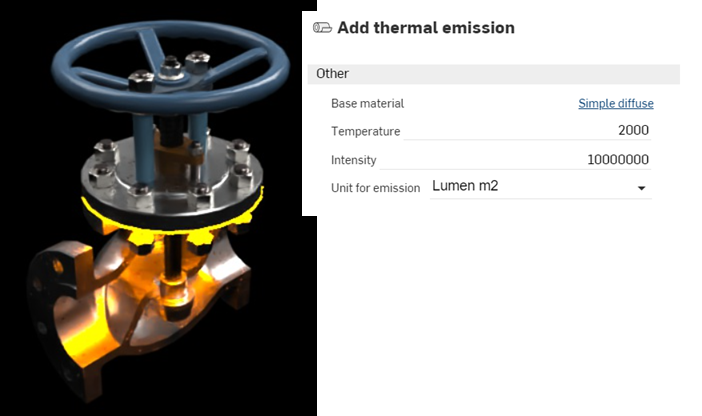 Add thermal emission
Other
Base material Simple diffuse
Temperature 2000
Intensity 10000000
Unit for emission Lumen m2